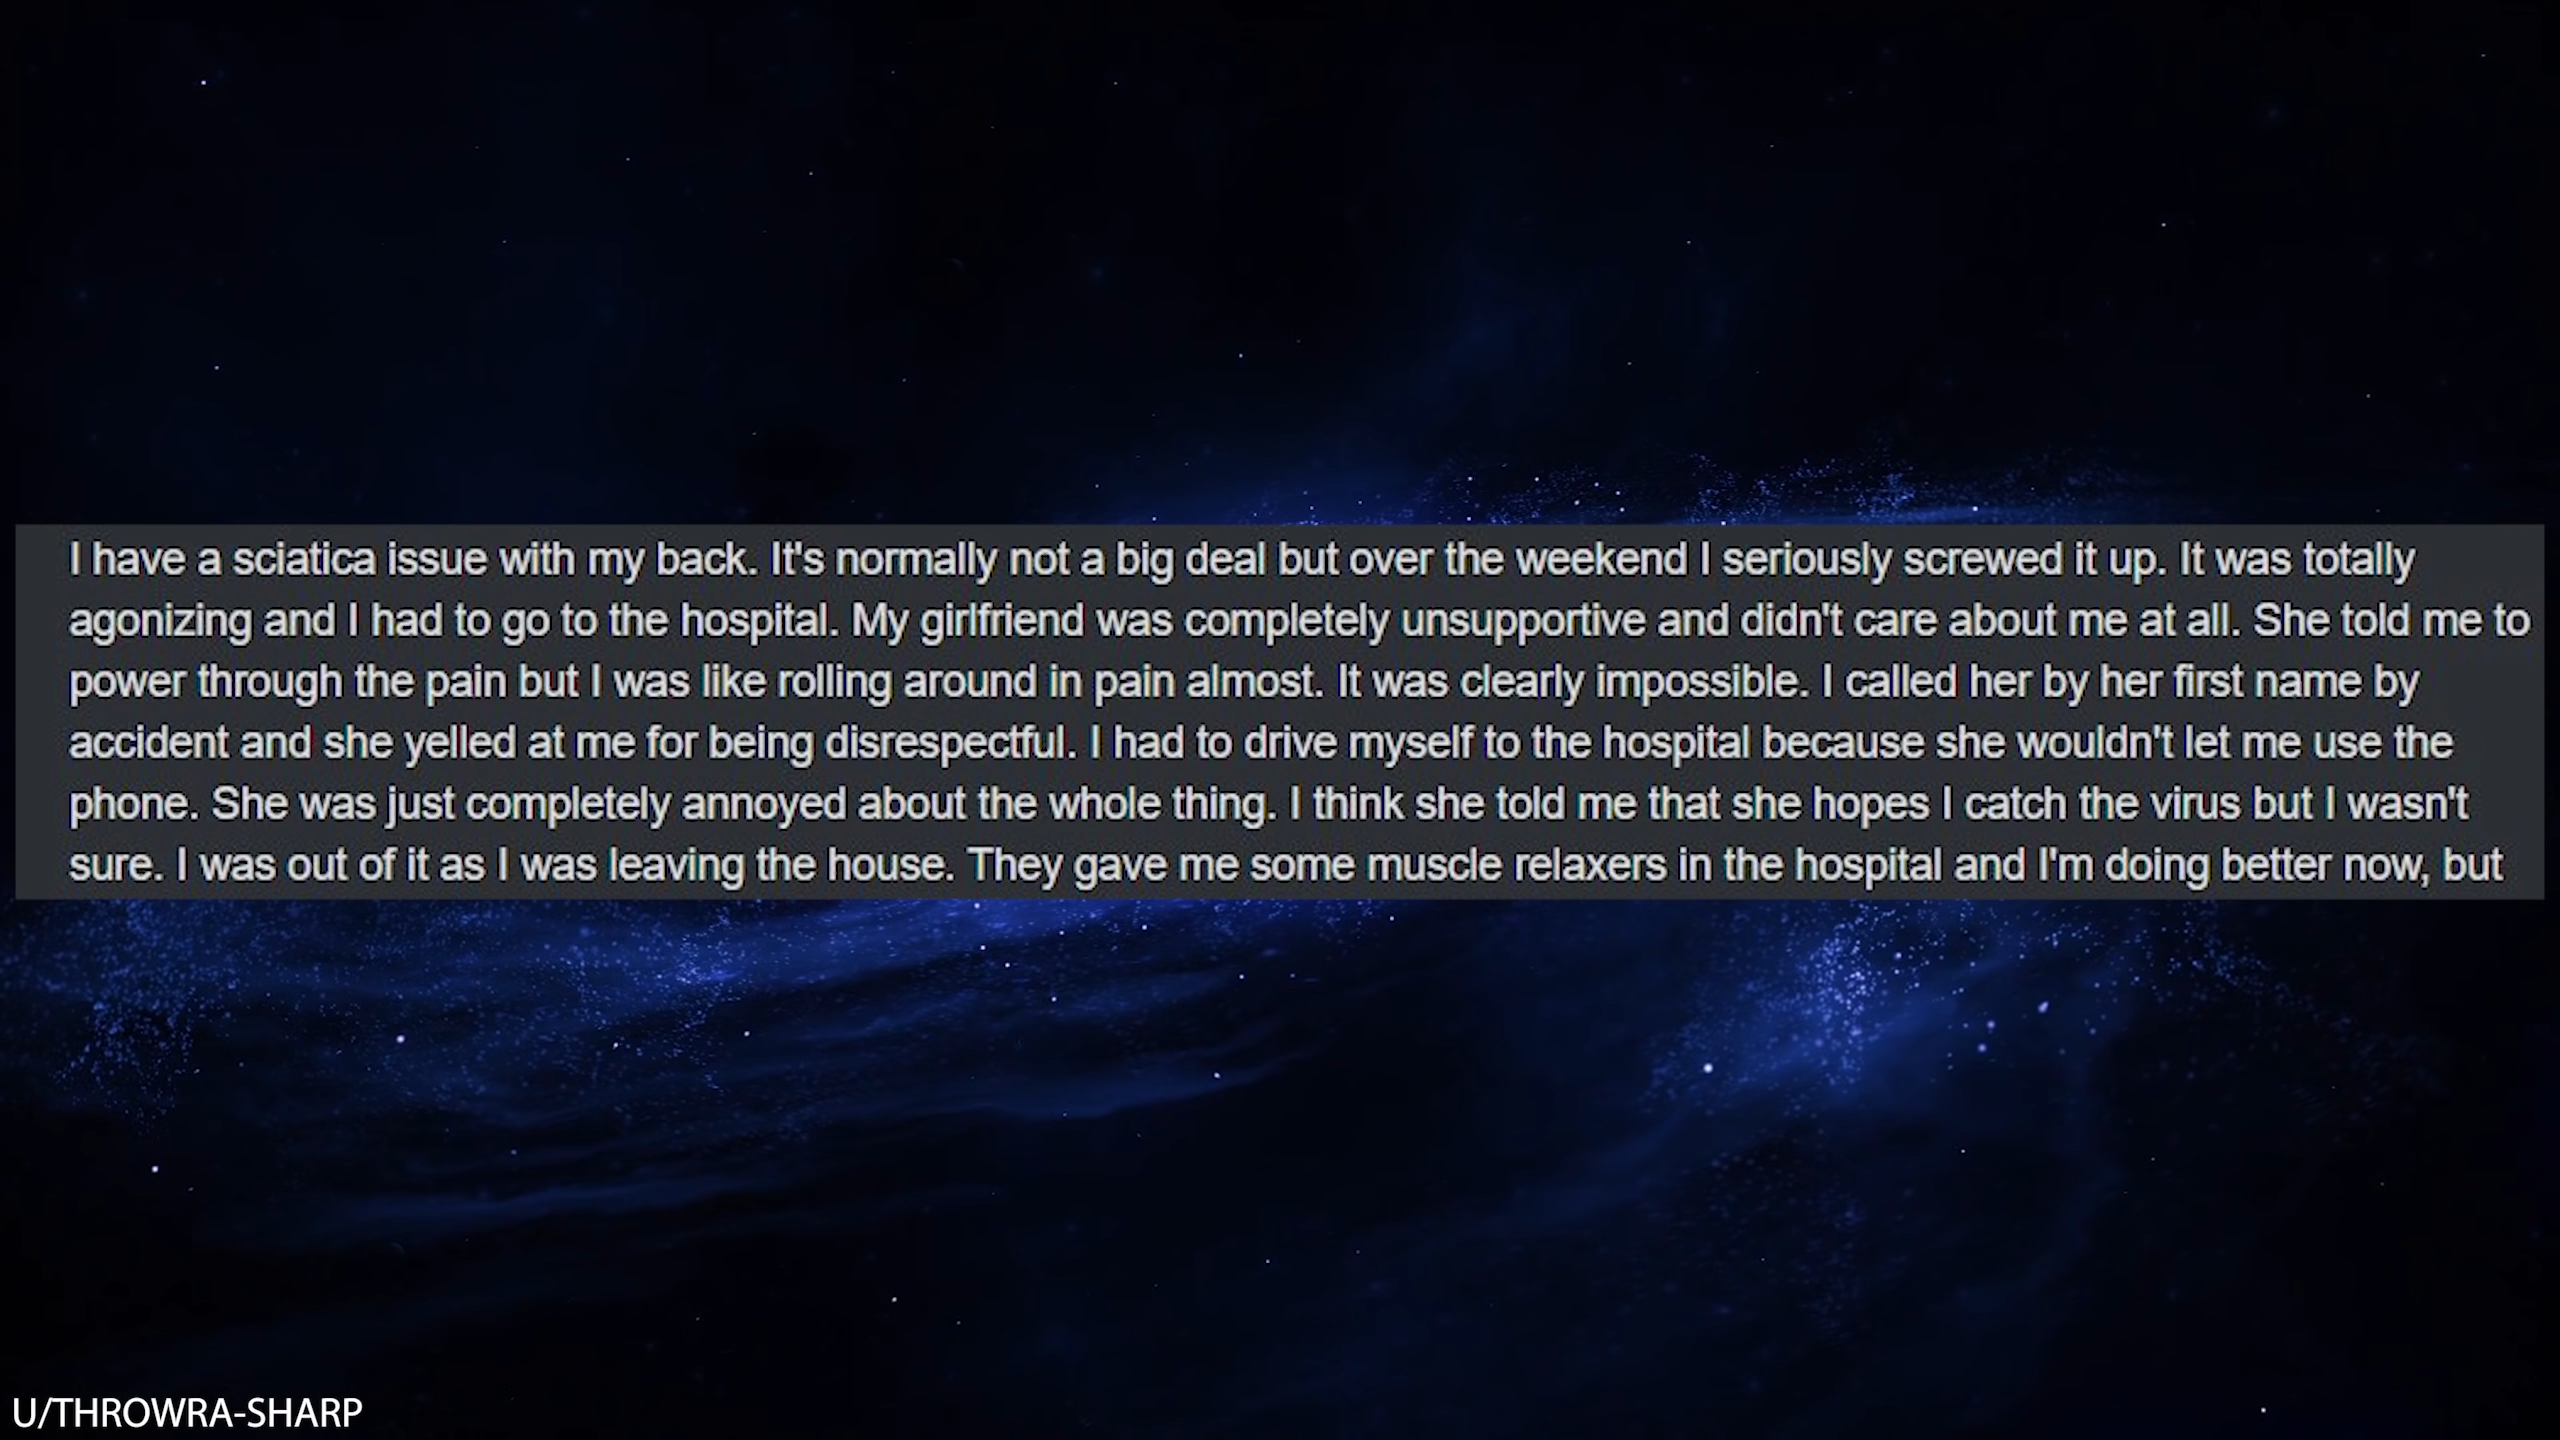 I have a sciatica issue with my back. It's normally not a big deal but over the weekend I seriously screwed it up. It was totally
agonizing and I had to go to the hospital. My girlfriend was completely unsupportive and didn't care about me at all. She told me to
power through the pain but I was like rolling around in pain almost. It was clearly impossible. I called her by her first name by
accident and she yelled at me for being disrespectful. I had to drive myself to the hospital because she wouldn't let me use the
phone. She was just completely annoyed about the whole thing. I think she told me that she hopes I catch the virus but I wasn't
sure. I was out of it as I was leaving the house. They gave me some muscle relaxers in the hospital and I'm doing better now, but
U/THROWRA-SHARP